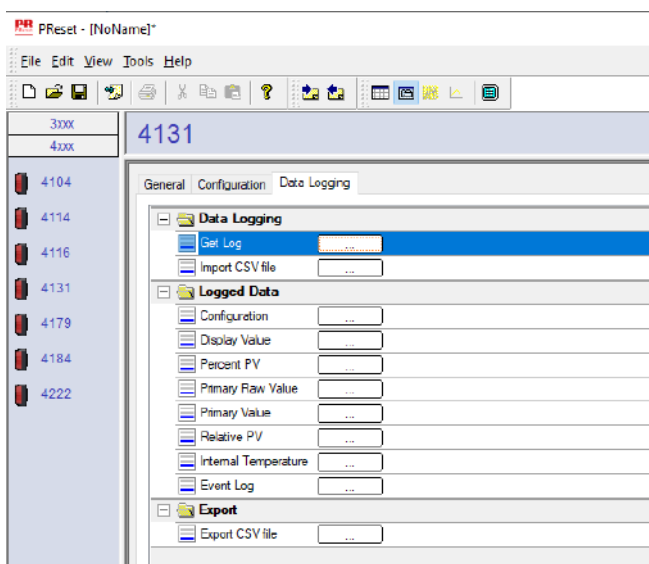 PReset - [NoName]*
File Edit View Tools Help
3xxx
4xxx
4131
4104
4114
4116
4131
4179
4184
4222
General Configuration Data Logging
Data Logging
Get Log ...
Import CSV file ...
Logged Data
Configuration ...
Display Value ...
Percent PV ...
Primary Raw Value ...
Primary Value ...
Relative PV ...
Internal Temperature ...
Event Log ...
Export
Export CSV file ...